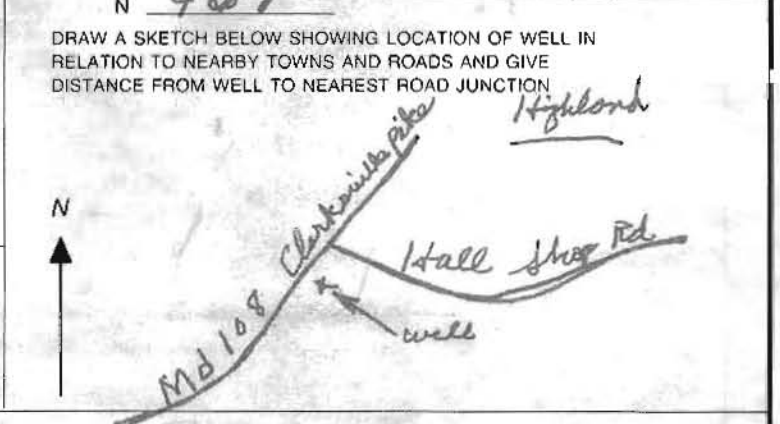 N
DRAW A SKETCH BELOW SHOWING LOCATION OF WELL IN
RELATION TO NEARBY TOWNS AND ROADS AND GIVE
DISTANCE FROM WELL TO NEAREST ROAD JUNCTION
Highland
Clarksville pike
N
Hall Shop Rd.
well
Md 108